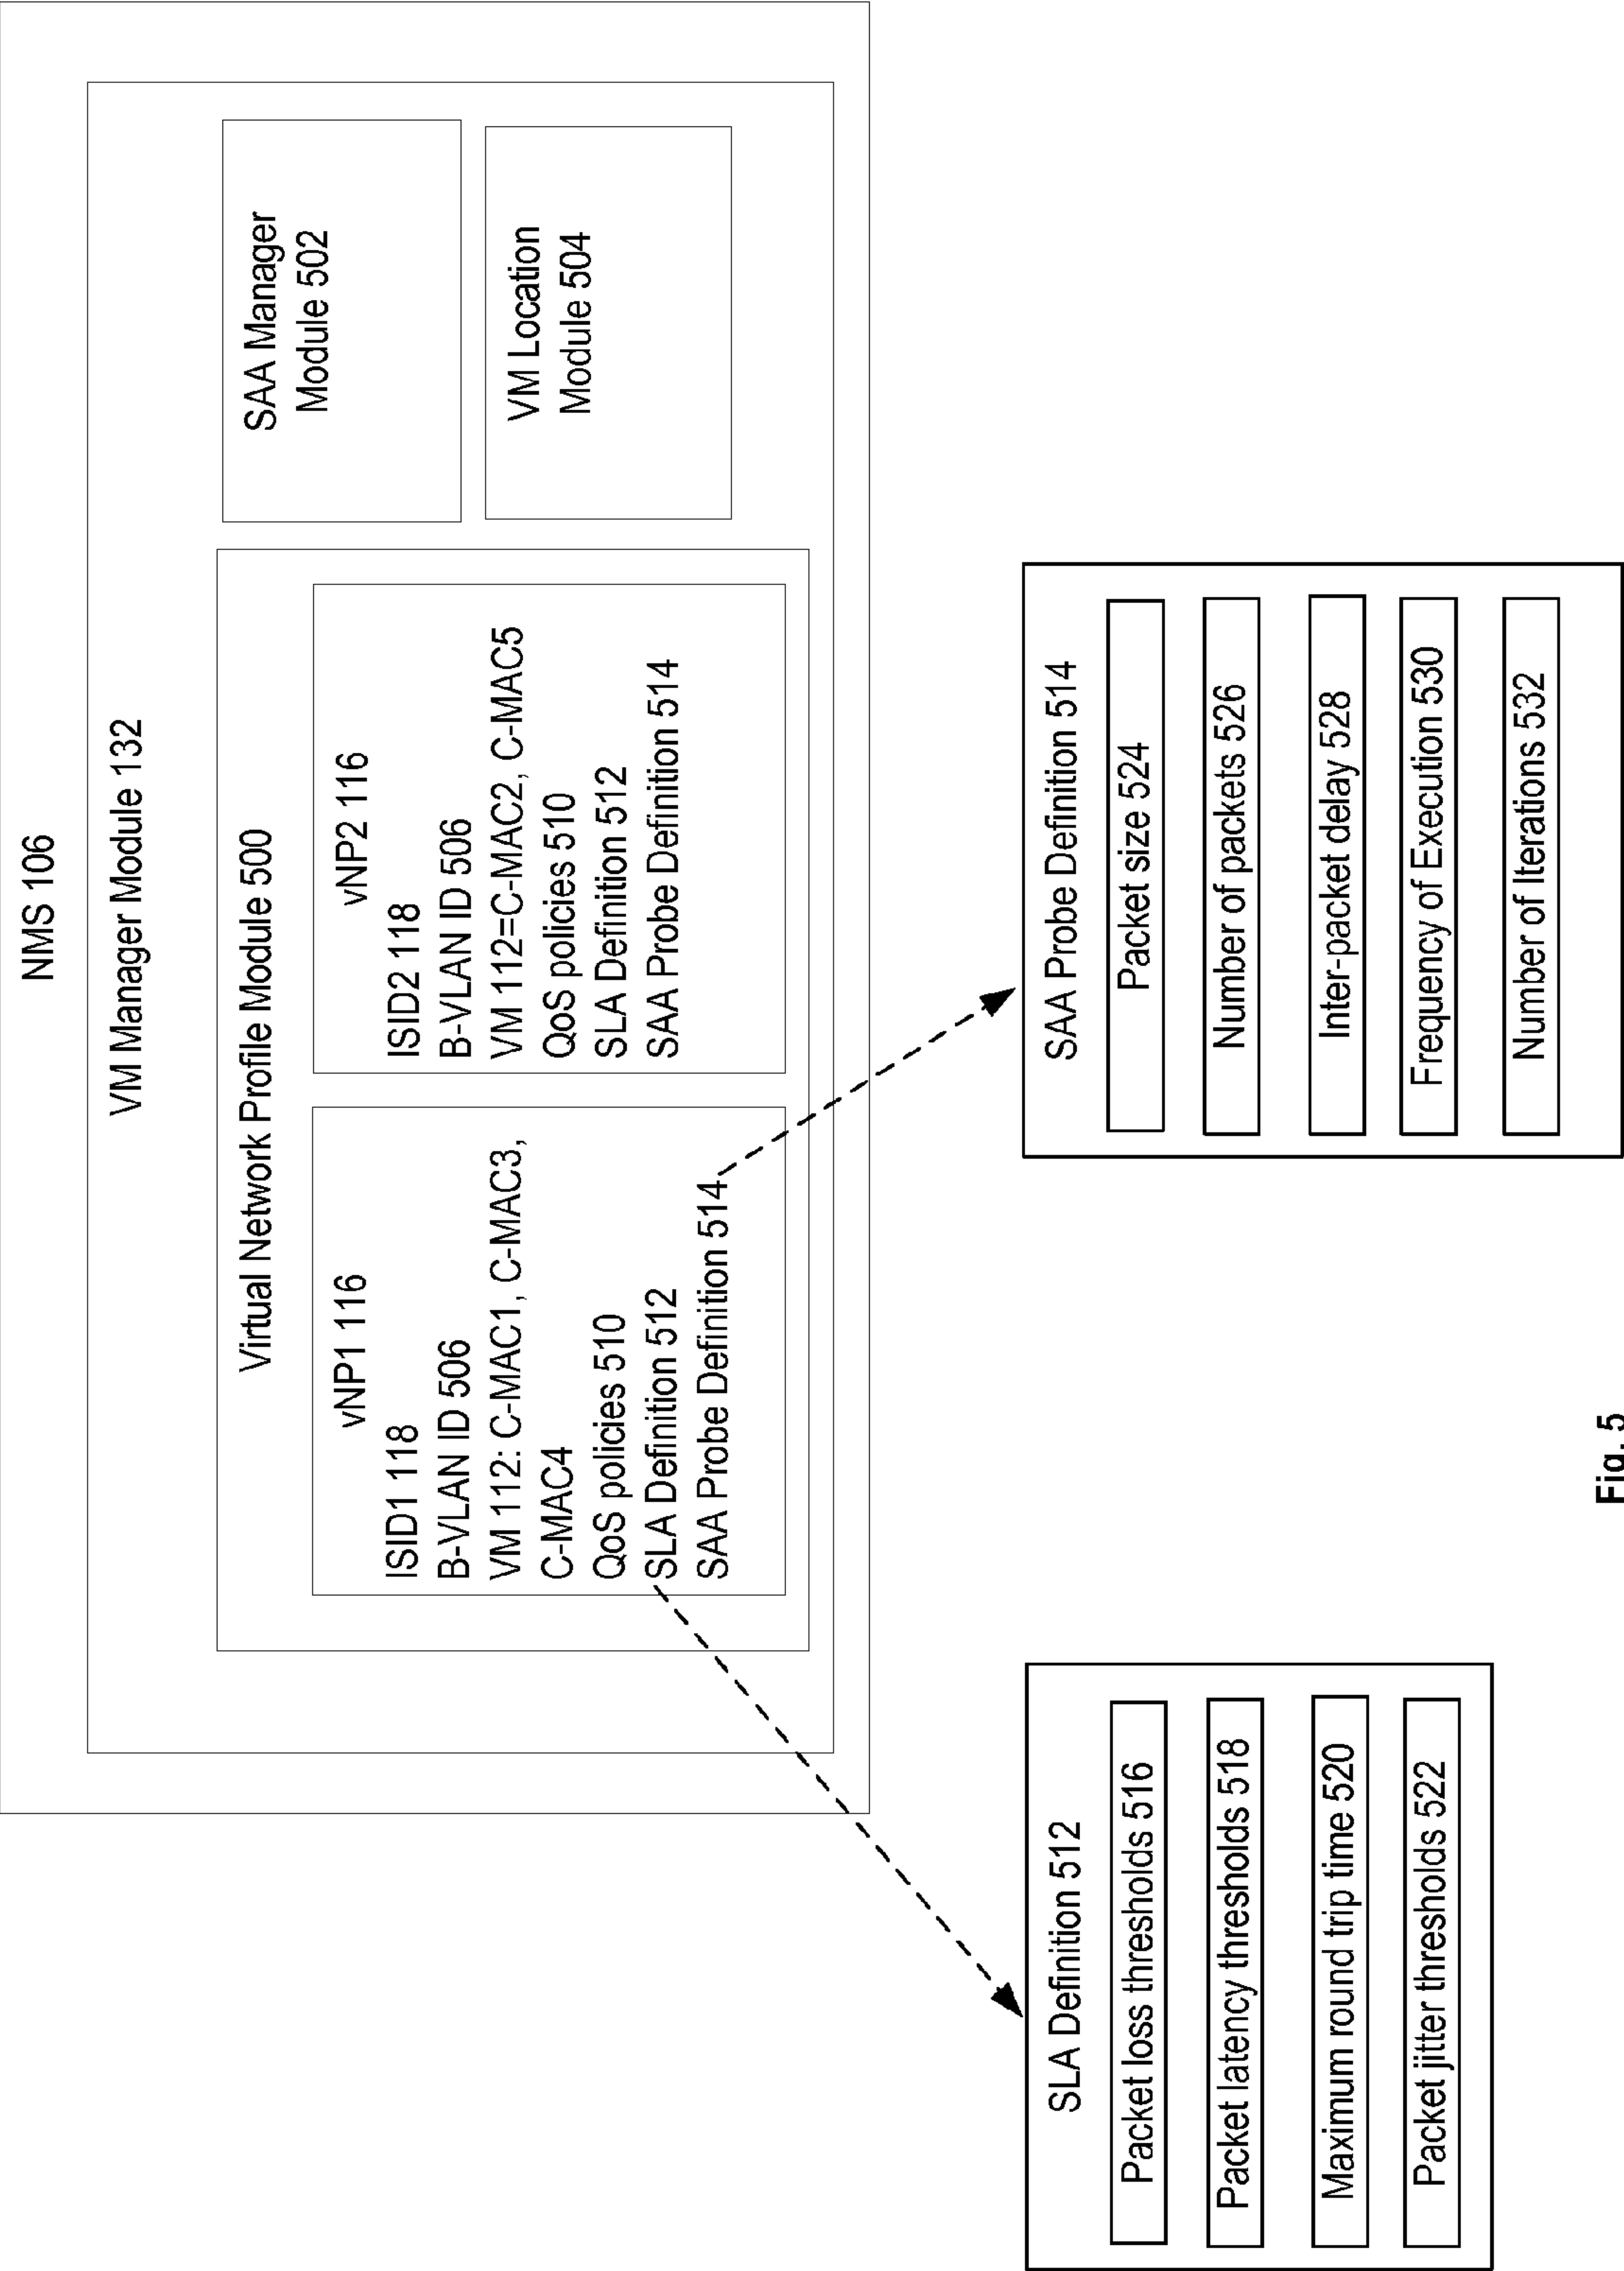 NMS 106
VM Manager Module 132
Virtual Network Profile Module 500
vNP1 116
ISID1 118
B-VLAN ID 506
VM 112: C-MAC1, C-MAC3,
C-MAC4
QoS policies 510
SLA Definition 512
SAA Probe Definition 514
vNP2 116
ISID2 118
B-VLAN ID 506
VM 112=C-MAC2, C-MAC5
QoS policies 510
SLA Definition 512
SAA Probe Definition 514
SAA Manager
Module 502
VM Location
Module 504
SLA Definition 512
Packet loss thresholds 516
Packet latency thresholds 518
Maximum round trip time 520
Packet jitter thresholds 522
SAA Probe Definition 514
Packet size 524
Number of packets 526
Inter-packet delay 528
Frequency of Execution 530
Number of Iterations 532
Fig. 5